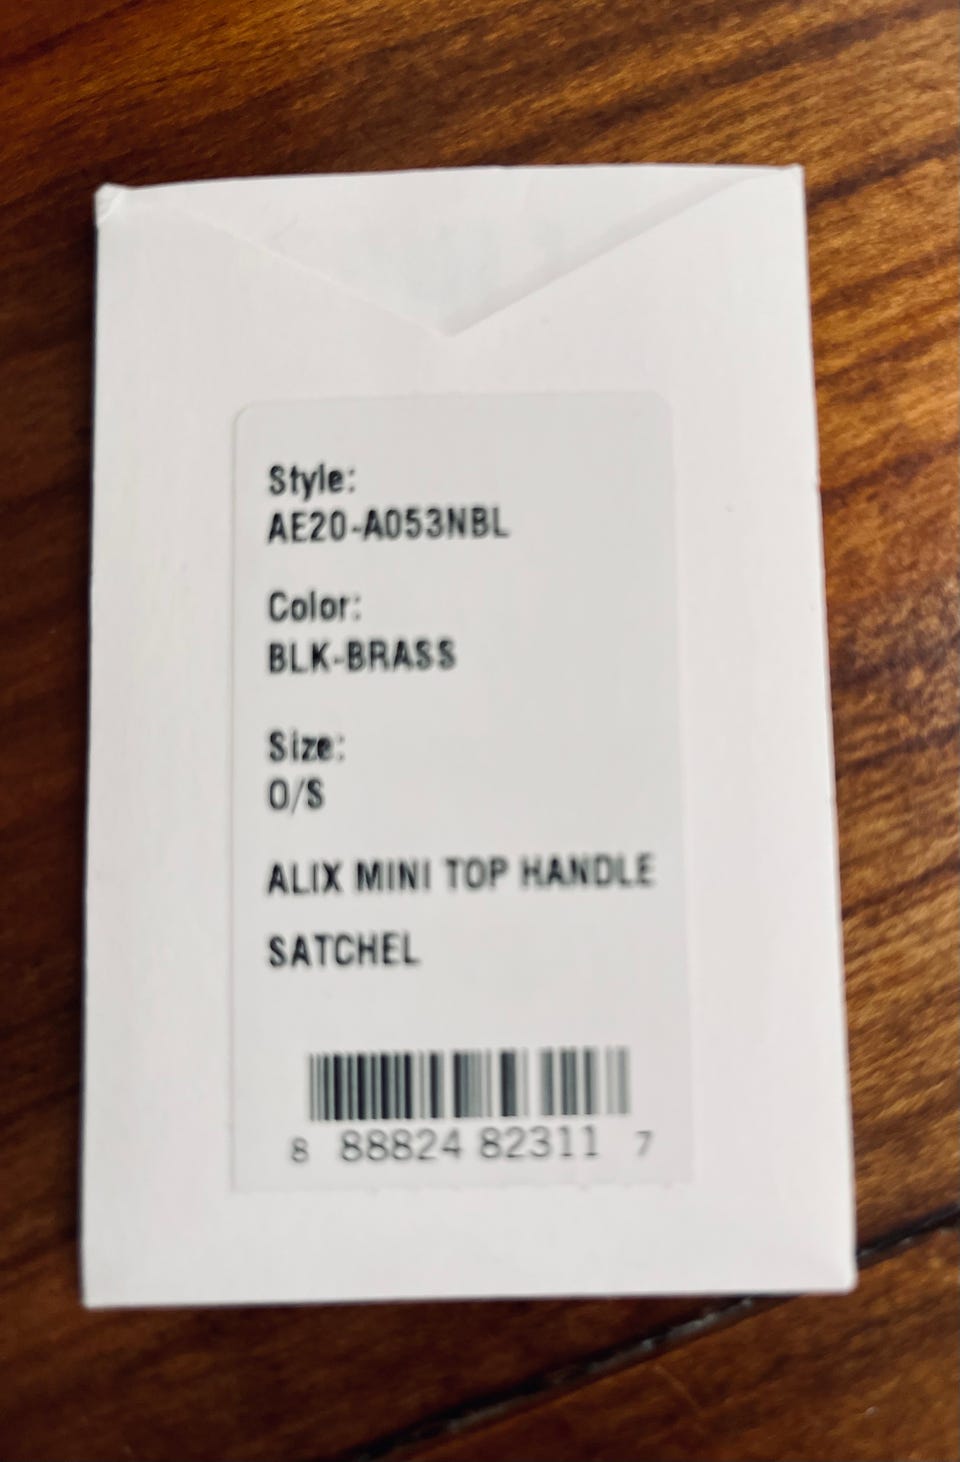 Style:
AE20-A053NBL
Color:
BLK-BRASS
Size:
O/S
ALIX MINI TOP HANDLE
SATCHEL
8 88824 82311 7